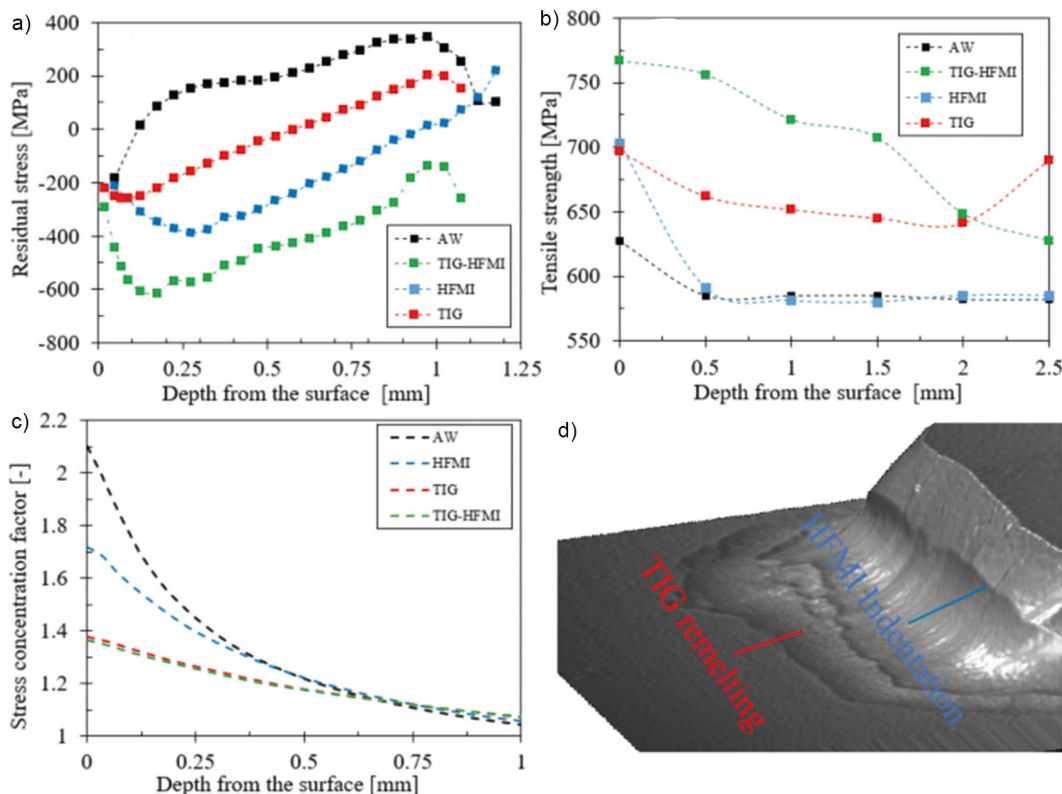 a)
Residual stress [MPa]
400
200
0
-200
-400
-600
-800
0
0.25
0.5
0.75
1
1.25
Depth from the surface [mm]
AW
TIG-HFMI
HFMI
TIG
b)
Tensile strength [MPa]
750
700
650
600
550
0
0.5
1
1.5
2
2.5
Depth from the surface [mm]
AW
TIG-HFMI
HFMI
TIG
c)
Stress concentration factor [-]
2.2
2
1.8
1.6
1.4
1.2
1
0
0.25
0.5
0.75
1
Depth from the surface [mm]
AW
HFMI
TIG
TIG-HFMI
d)
TIG remelting
HFMI Indentation